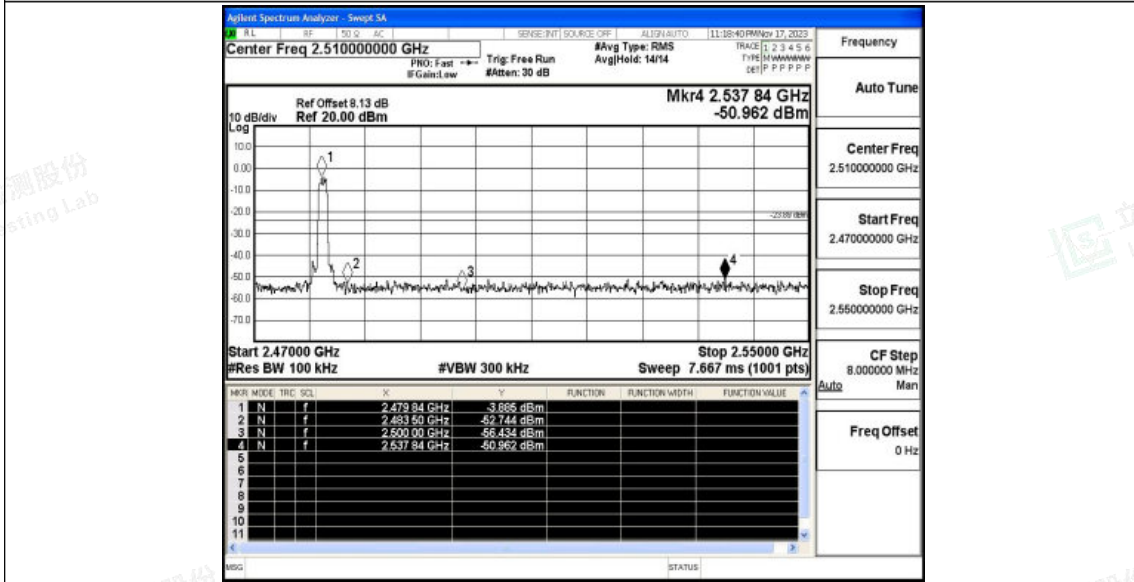 Agilent Spectrum Analyzer - Swept SA
RL RF 50 Ω AC SENSE:INT SOURCE OFF ALIGN AUTO 11:18:40 PM Nov 17, 2023
Center Freq 2.510000000 GHz
PNO: Fast
IFGain:Low
Trig: Free Run
#Atten: 30 dB
#Avg Type: RMS
Avg|Hold: 14/14
TRACE 1 2 3 4 5 6
TYPE M WWWWW
DET P P P P P P
Frequency
Auto Tune
Center Freq
2.510000000 GHz
Start Freq
2.470000000 GHz
Stop Freq
2.550000000 GHz
CF Step
8.000000 MHz
Auto Man
Freq Offset
0 Hz
Mkr4 2.537 84 GHz
-50.962 dBm
Ref Offset 8.13 dB
10 dB/div Ref 20.00 dBm
Log
10.0
0.00
-10.0
-20.0
-30.0
-40.0
-50.0
-60.0
-70.0
1
2
3
4
-23.89 dBm
Start 2.47000 GHz Stop 2.55000 GHz
#Res BW 100 kHz #VBW 300 kHz Sweep 7.667 ms (1001 pts)
MKR MODE TRC SCL X Y FUNCTION FUNCTION WIDTH FUNCTION VALUE
1 N f 2.479 84 GHz -3.885 dBm
2 N f 2.483 50 GHz -52.744 dBm
3 N f 2.500 00 GHz -56.434 dBm
4 N f 2.537 84 GHz -50.962 dBm
5
6
7
8
9
10
11
MSG STATUS
测股份
sting Lab
立